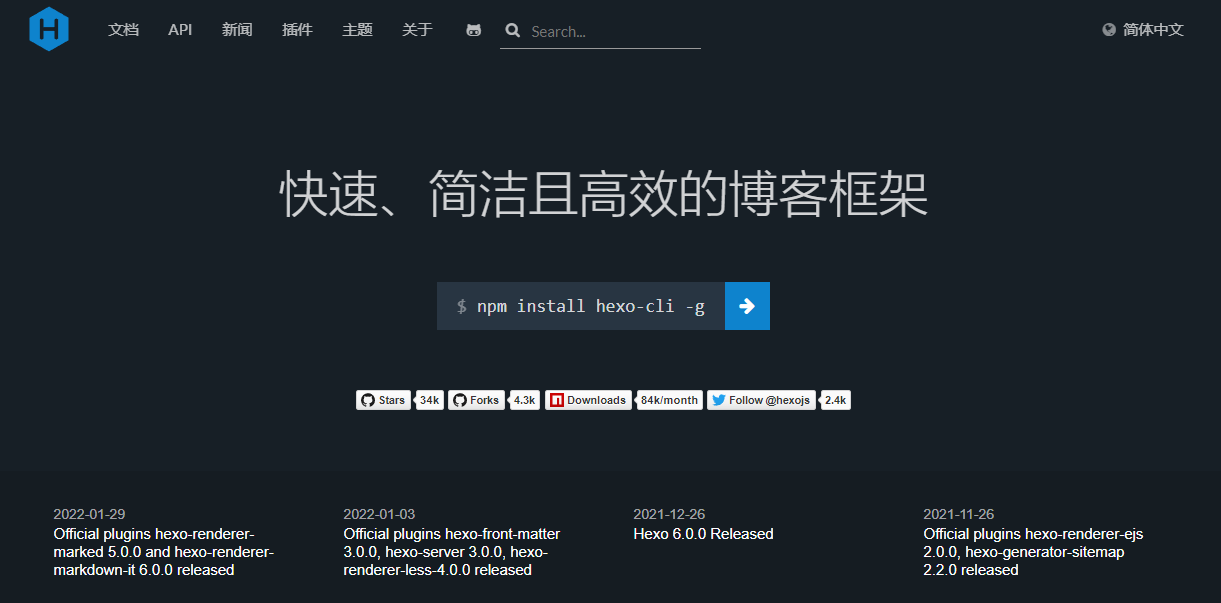 H 文档 API 新闻 插件 主题 关于 Search... 简体中文
快速、简洁且高效的博客框架
$ npm install hexo-cli -g
Stars 34k Forks 4.3k Downloads 84k/month Follow @hexojs 2.4k
2022-01-29
Official plugins hexo-renderer-
marked 5.0.0 and hexo-renderer-
markdown-it 6.0.0 released
2022-01-03
Official plugins hexo-front-matter
3.0.0, hexo-server 3.0.0, hexo-
renderer-less-4.0.0 released
2021-12-26
Hexo 6.0.0 Released
2021-11-26
Official plugins hexo-renderer-ejs
2.0.0, hexo-generator-sitemap
2.2.0 released